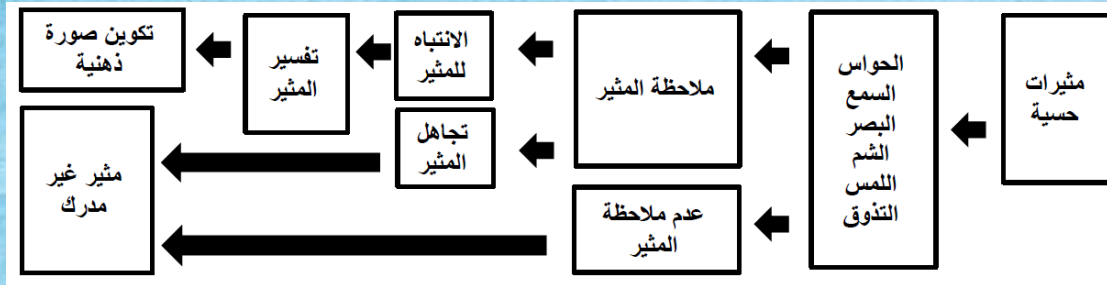 مثيرات
حسية
الحواس
السمع
البصر
الشم
اللمس
التذوق
ملاحظة المثير
عدم ملاحظة
المثير
الانتباه
للمثير
تجاهل
المثير
تفسير
المثير
تكوين صورة
ذهنية
مثير غير
مدرك